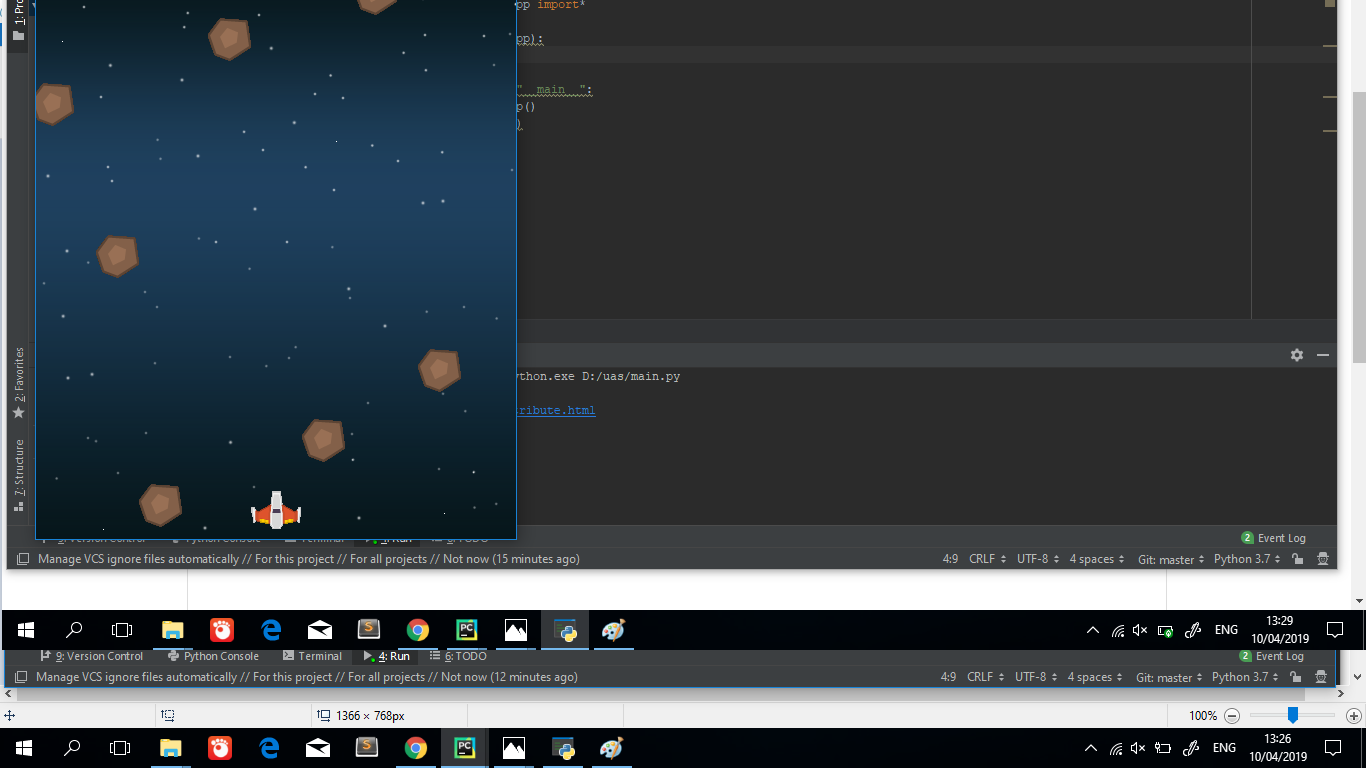 pp import*
1: Pro
pp):
"__main__":
p()
)
2: Favorites
ython.exe D:/uas/main.py
ribute.html
7: Structure
Terminal
4: Run
6: TODO
2 Event Log
Manage VCS ignore files automatically // For this project // For all projects // Not now (15 minutes ago)
4:9 CRLF UTF-8 4 spaces Git: master Python 3.7
ENG
13:29
10/04/2019
9: Version Control Python Console Terminal 4: Run 6: TODO
2 Event Log
Manage VCS ignore files automatically // For this project // For all projects // Not now (12 minutes ago)
4:9 CRLF UTF-8 4 spaces Git: master Python 3.7
1366 × 768px
100%
ENG
13:26
10/04/2019